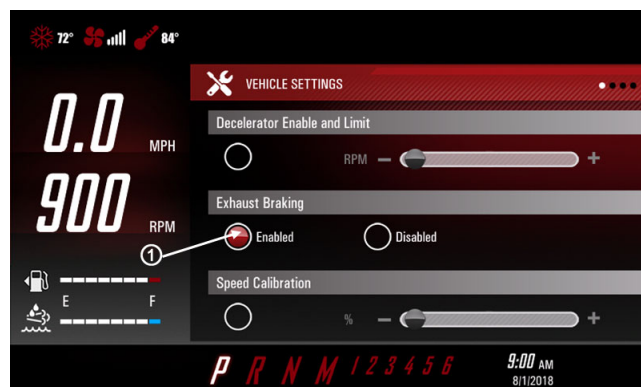 72° 84°
VEHICLE SETTINGS
0.0 MPH
Decelerator Enable and Limit
RPM − +
900 RPM
Exhaust Braking
1
Enabled Disabled
E F
Speed Calibration
% − +
P R N M 1 2 3 4 5 6
9:00 AM
8/1/2018